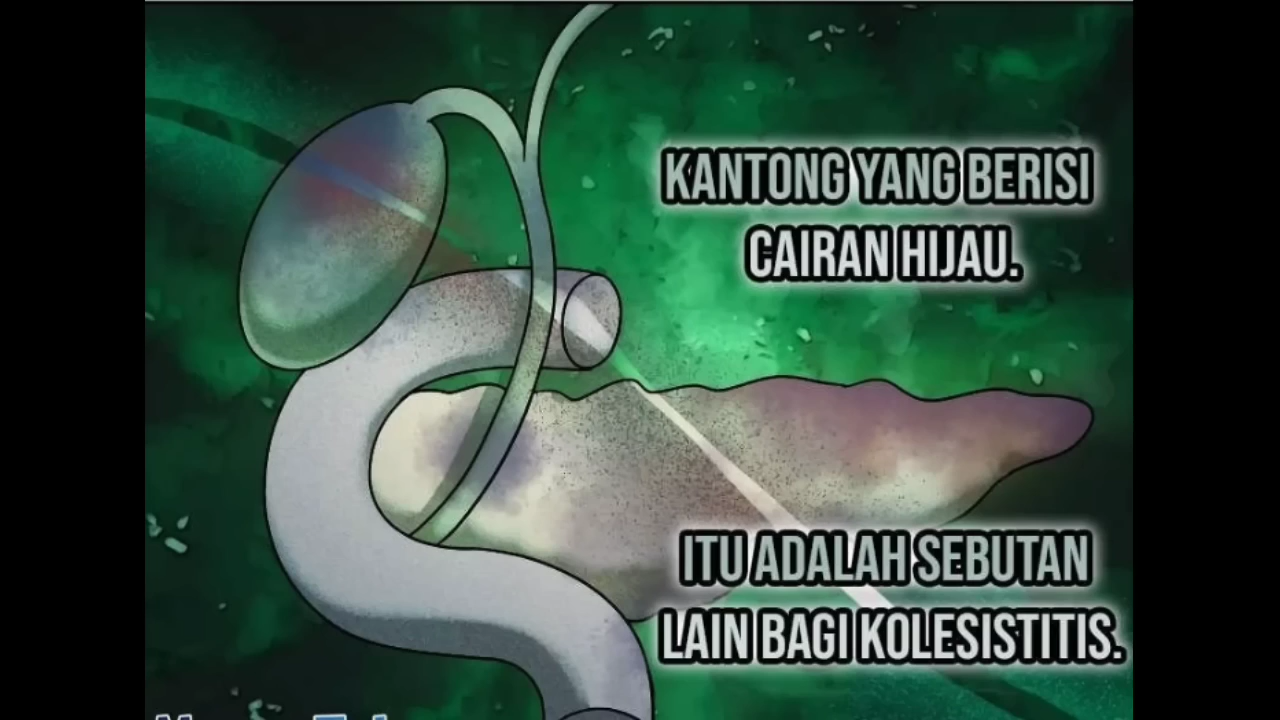 KANTONG YANG BERISI
CAIRAN HIJAU.
ITU ADALAH SEBUTAN
LAIN BAGI KOLESISTITIS.